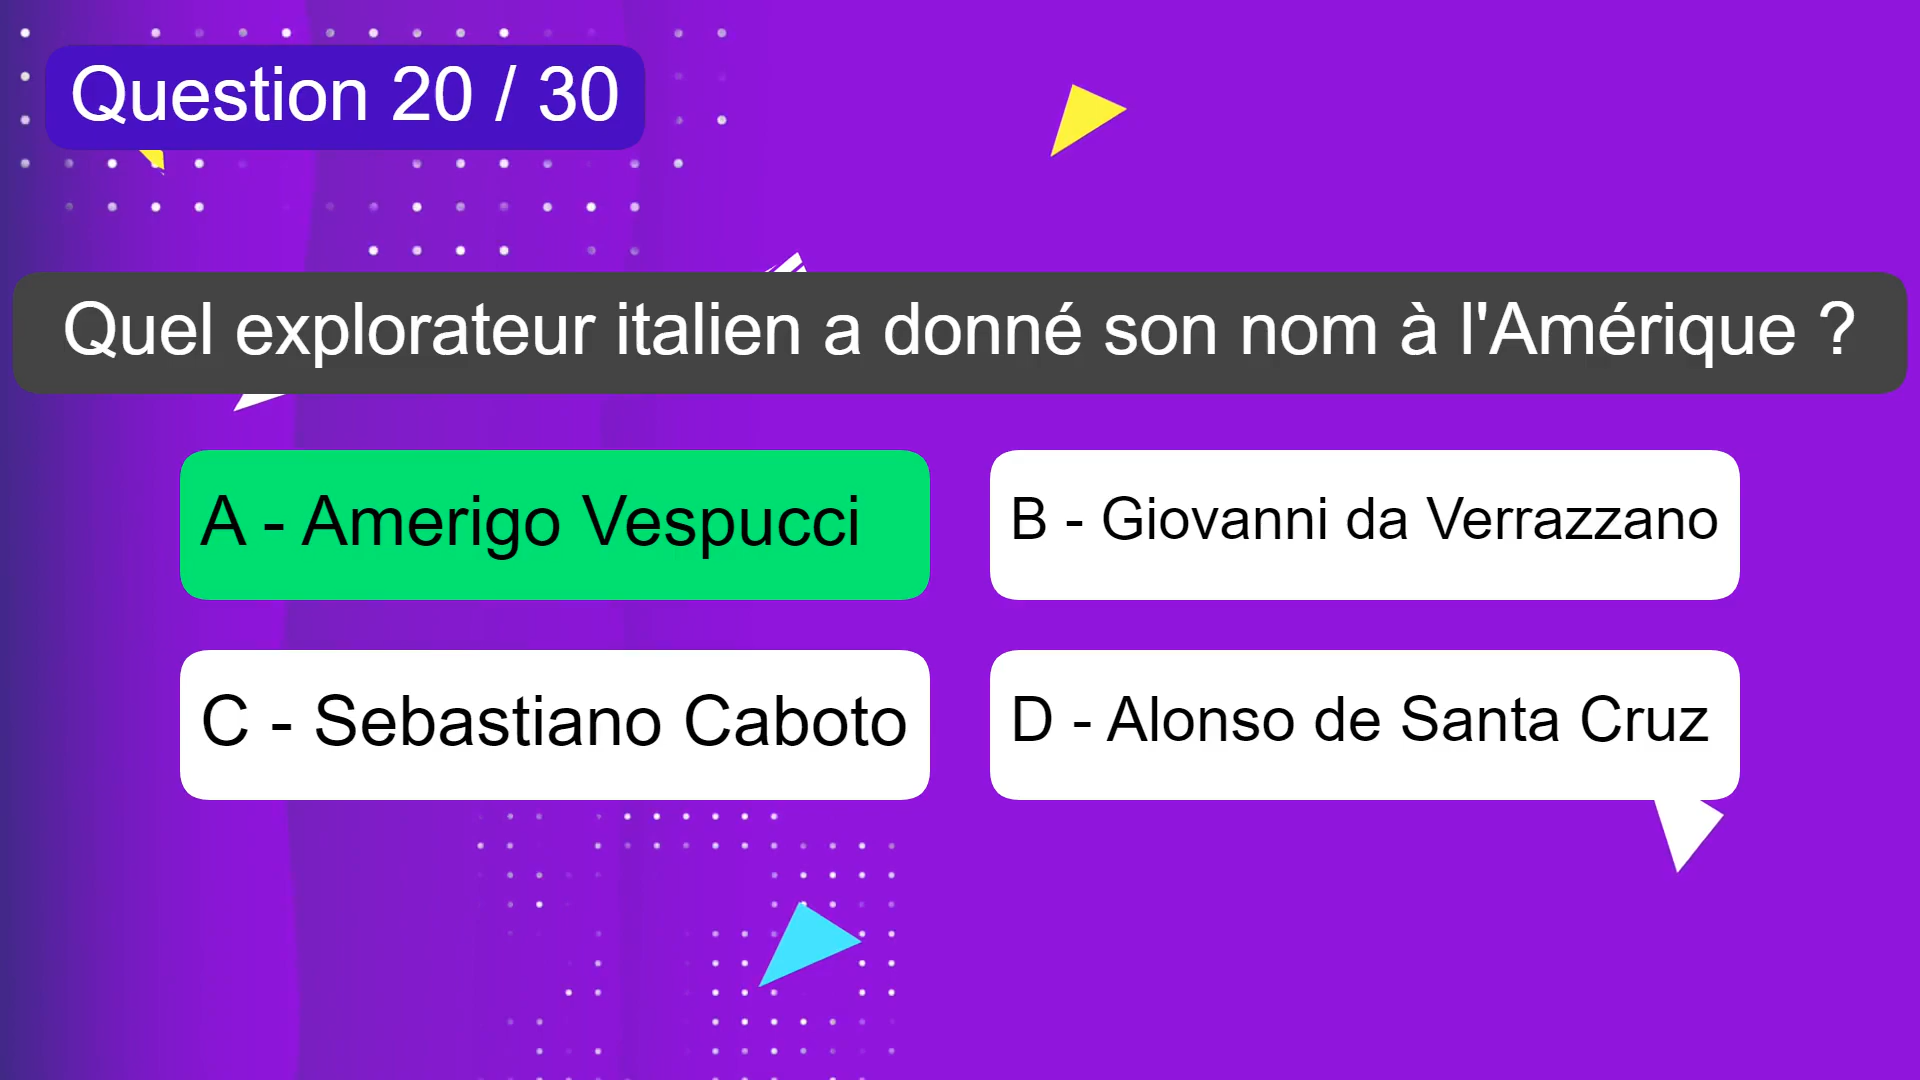 Question 20 / 30
Quel explorateur italien a donné son nom à l'Amérique ?
A - Amerigo Vespucci
B - Giovanni da Verrazzano
C - Sebastiano Caboto
D - Alonso de Santa Cruz